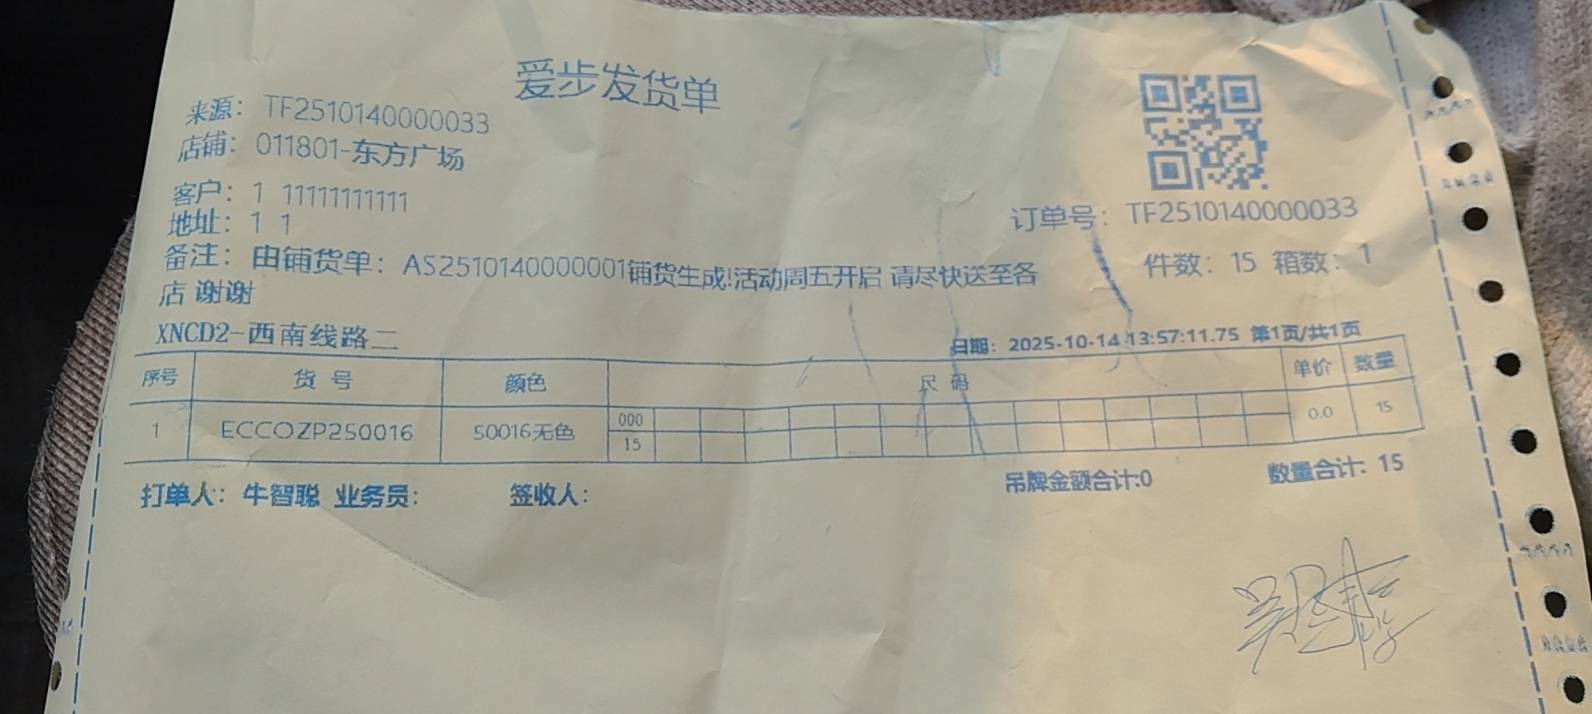 爱步发货单
来源: TF2510140000033
店铺: 011801-东方广场
客户: 1 11111111111
地址: 1 1
订单号: TF2510140000033
备注: 由铺货单: AS2510140000001铺货生成!活动周五开启 请尽快送至各
店 谢谢
件数: 15 箱数: 1
XNCD2-西南线路二
日期: 2025-10-14 13:57:11.75 第1页/共1页
序号 货 号 颜色 尺 码 单价 数量
1 ECCOZP250016 50016无色 000 0.0 15
15
打单人: 牛智聪 业务员: 签收人: 吊牌金额合计:0 数量合计: 15